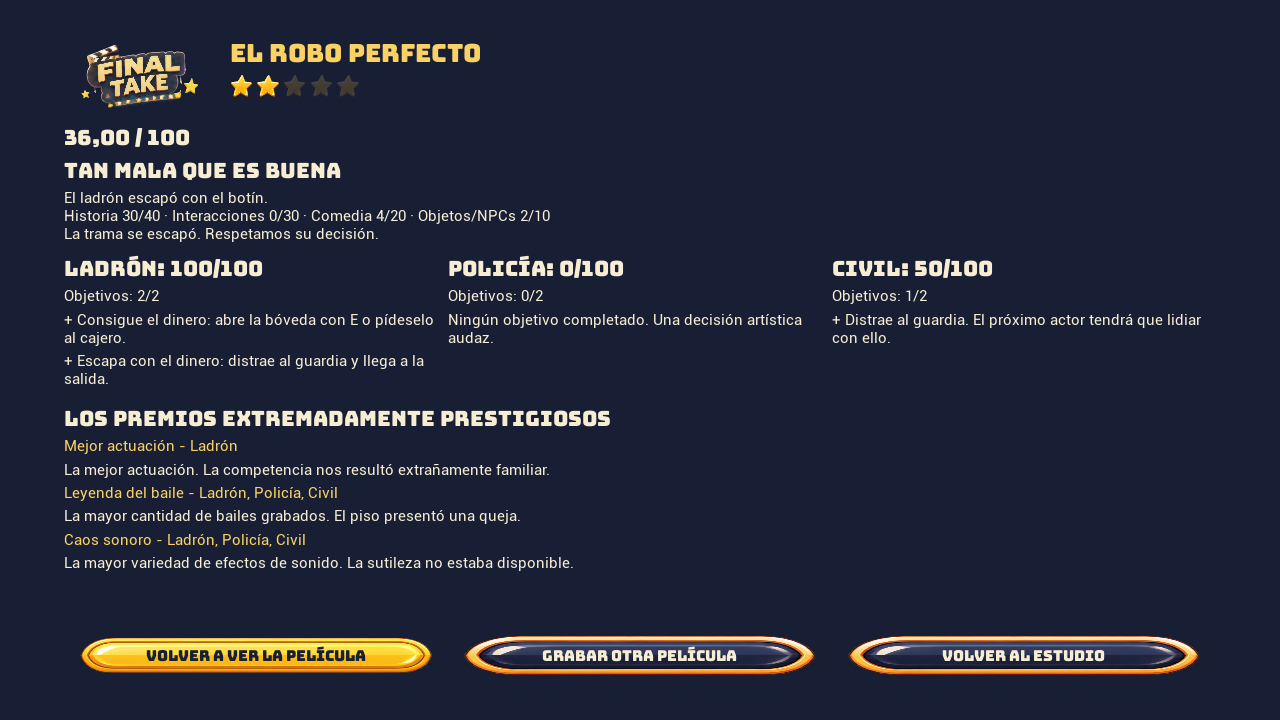 FINAL TAKE
EL ROBO PERFECTO
36,00 / 100
TAN MALA QUE ES BUENA
El ladrón escapó con el botín.
Historia 30/40 · Interacciones 0/30 · Comedia 4/20 · Objetos/NPCs 2/10
La trama se escapó. Respetamos su decisión.
LADRÓN: 100/100
Objetivos: 2/2
+ Consigue el dinero: abre la bóveda con E o pídeselo
al cajero.
+ Escapa con el dinero: distrae al guardia y llega a la
salida.
POLICÍA: 0/100
Objetivos: 0/2
Ningún objetivo completado. Una decisión artística
audaz.
CIVIL: 50/100
Objetivos: 1/2
+ Distrae al guardia. El próximo actor tendrá que lidiar
con ello.
LOS PREMIOS EXTREMADAMENTE PRESTIGIOSOS
Mejor actuación - Ladrón
La mejor actuación. La competencia nos resultó extrañamente familiar.
Leyenda del baile - Ladrón, Policía, Civil
La mayor cantidad de bailes grabados. El piso presentó una queja.
Caos sonoro - Ladrón, Policía, Civil
La mayor variedad de efectos de sonido. La sutileza no estaba disponible.
VOLVER A VER LA PELÍCULA
GRABAR OTRA PELÍCULA
VOLVER AL ESTUDIO